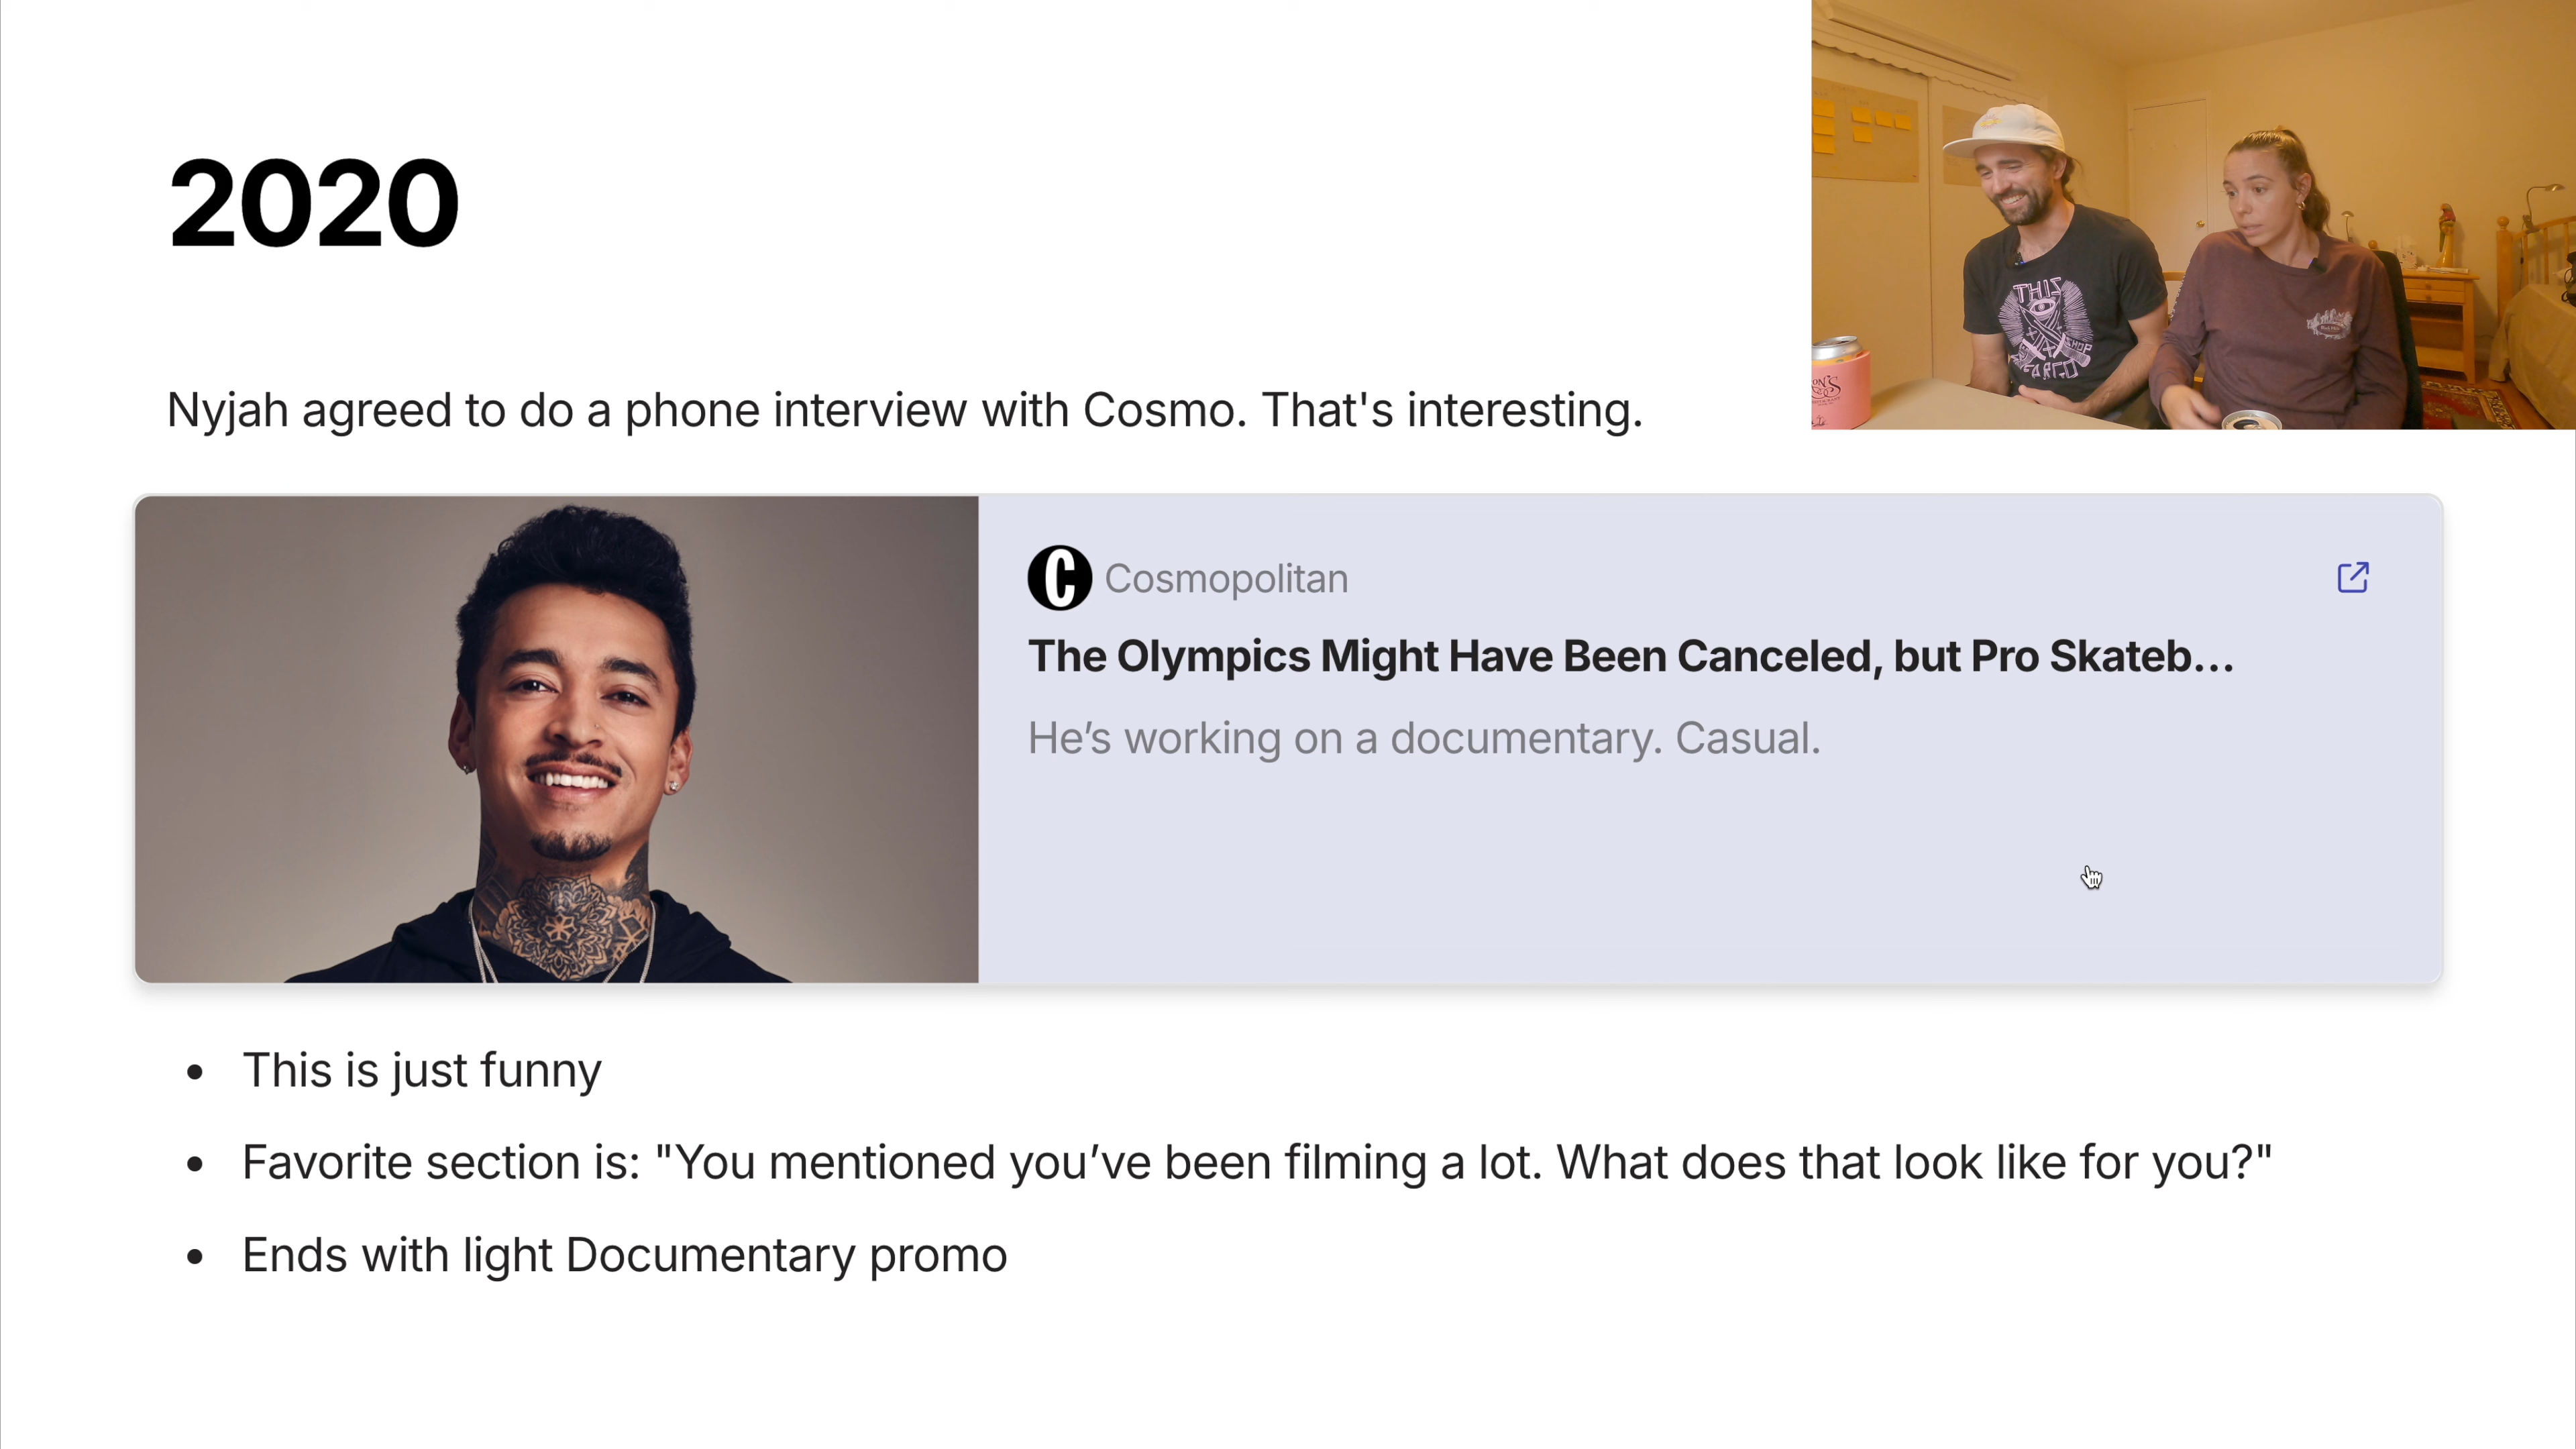 2020
Nyjah agreed to do a phone interview with Cosmo. That's interesting.
C Cosmopolitan
The Olympics Might Have Been Canceled, but Pro Skateb...
He’s working on a documentary. Casual.
• This is just funny
• Favorite section is: "You mentioned you’ve been filming a lot. What does that look like for you?"
• Ends with light Documentary promo
THIS
SHOP